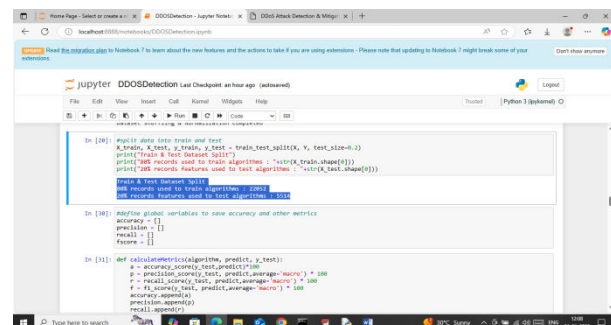 Home Page - Select or create a n
DDOSDetection - Jupyter Noteb
DDoS Attack Detection & Mitiga
localhost:8888/notebooks/DDOSDetection.ipynb
UPDATE Read the migration plan to Notebook 7 to learn about the new features and the actions to take if you are using extensions - Please note that updating to Notebook 7 might break some of your extensions.
Don't show anymore
jupyter DDOSDetection Last Checkpoint: an hour ago (autosaved)
Logout
File Edit View Insert Cell Kernel Widgets Help
Trusted
Python 3 (ipykernel)
Run
Code
Dataset Shuffling & Normalization Completed
In [20]: #split data into train and test
X_train, X_test, y_train, y_test = train_test_split(X, Y, test_size=0.2)
print("Train & Test Dataset Split")
print("80% records used to train algorithms : "+str(X_train.shape[0]))
print("20% records features used to test algorithms : "+str(X_test.shape[0]))
Train & Test Dataset Split
80% records used to train algorithms : 22052
20% records features used to test algorithms : 5514
In [30]: #define global variables to save accuracy and other metrics
accuracy = []
precision = []
recall = []
fscore = []
In [31]: def calculateMetrics(algorithm, predict, y_test):
a = accuracy_score(y_test,predict)*100
p = precision_score(y_test, predict,average='macro') * 100
r = recall_score(y_test, predict,average='macro') * 100
f = f1_score(y_test, predict,average='macro') * 100
accuracy.append(a)
precision.append(p)
recall.append(r)
Type here to search
30°C Sunny
ENG
12:08